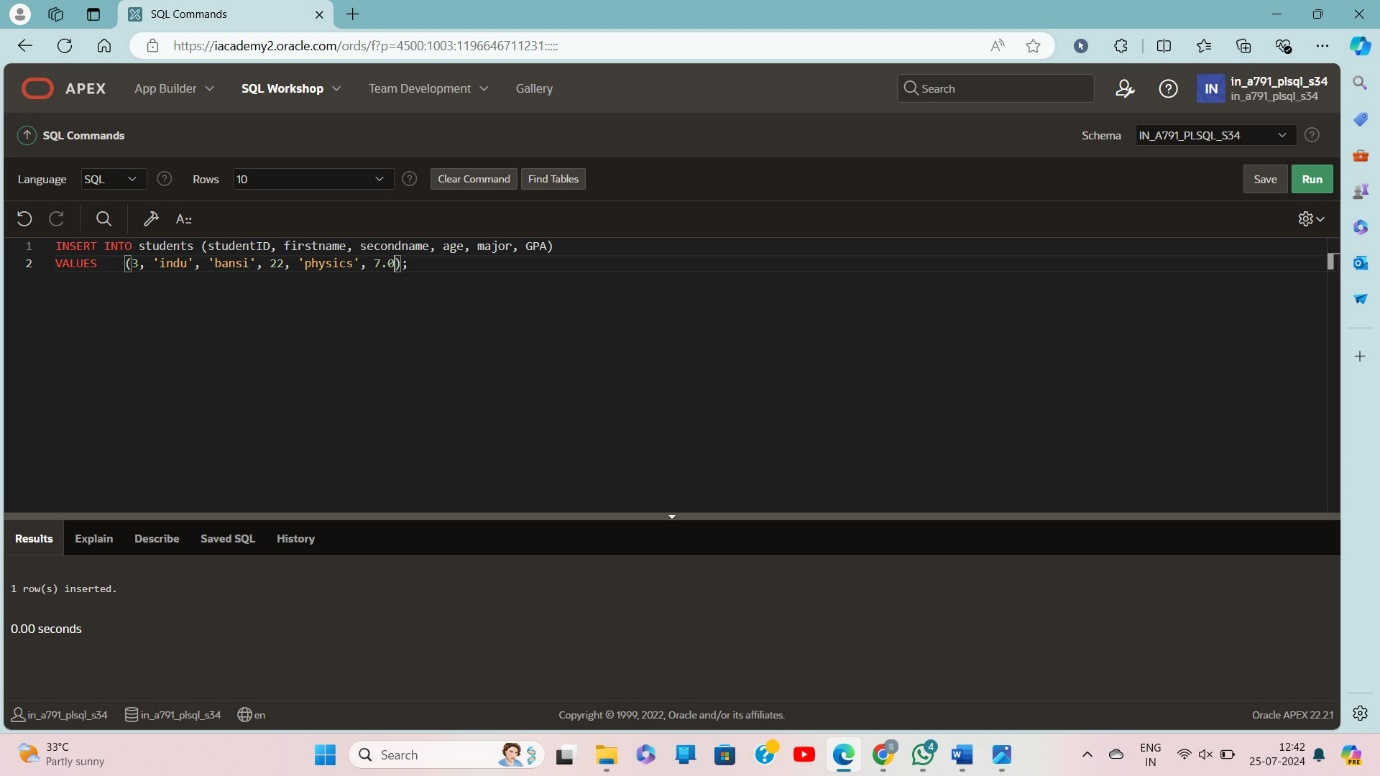 SQL Commands
https://iacademy2.oracle.com/ords/f?p=4500:1003:1196646711231:::::
APEX App Builder SQL Workshop Team Development Gallery Search IN in_a791_plsql_s34
in_a791_plsql_s34
SQL Commands Schema IN_A791_PLSQL_S34
Language SQL Rows 10 Clear Command Find Tables Save Run
A::
1 INSERT INTO students (studentID, firstname, secondname, age, major, GPA)
2 VALUES (3, 'indu', 'bansi', 22, 'physics', 7.0);
Results Explain Describe Saved SQL History
1 row(s) inserted.
0.00 seconds
in_a791_plsql_s34 in_a791_plsql_s34 en Copyright © 1999, 2022, Oracle and/or its affiliates. Oracle APEX 22.2.1
33°C
Partly sunny
Search
4
ENG
IN
12:42
25-07-2024
PRE